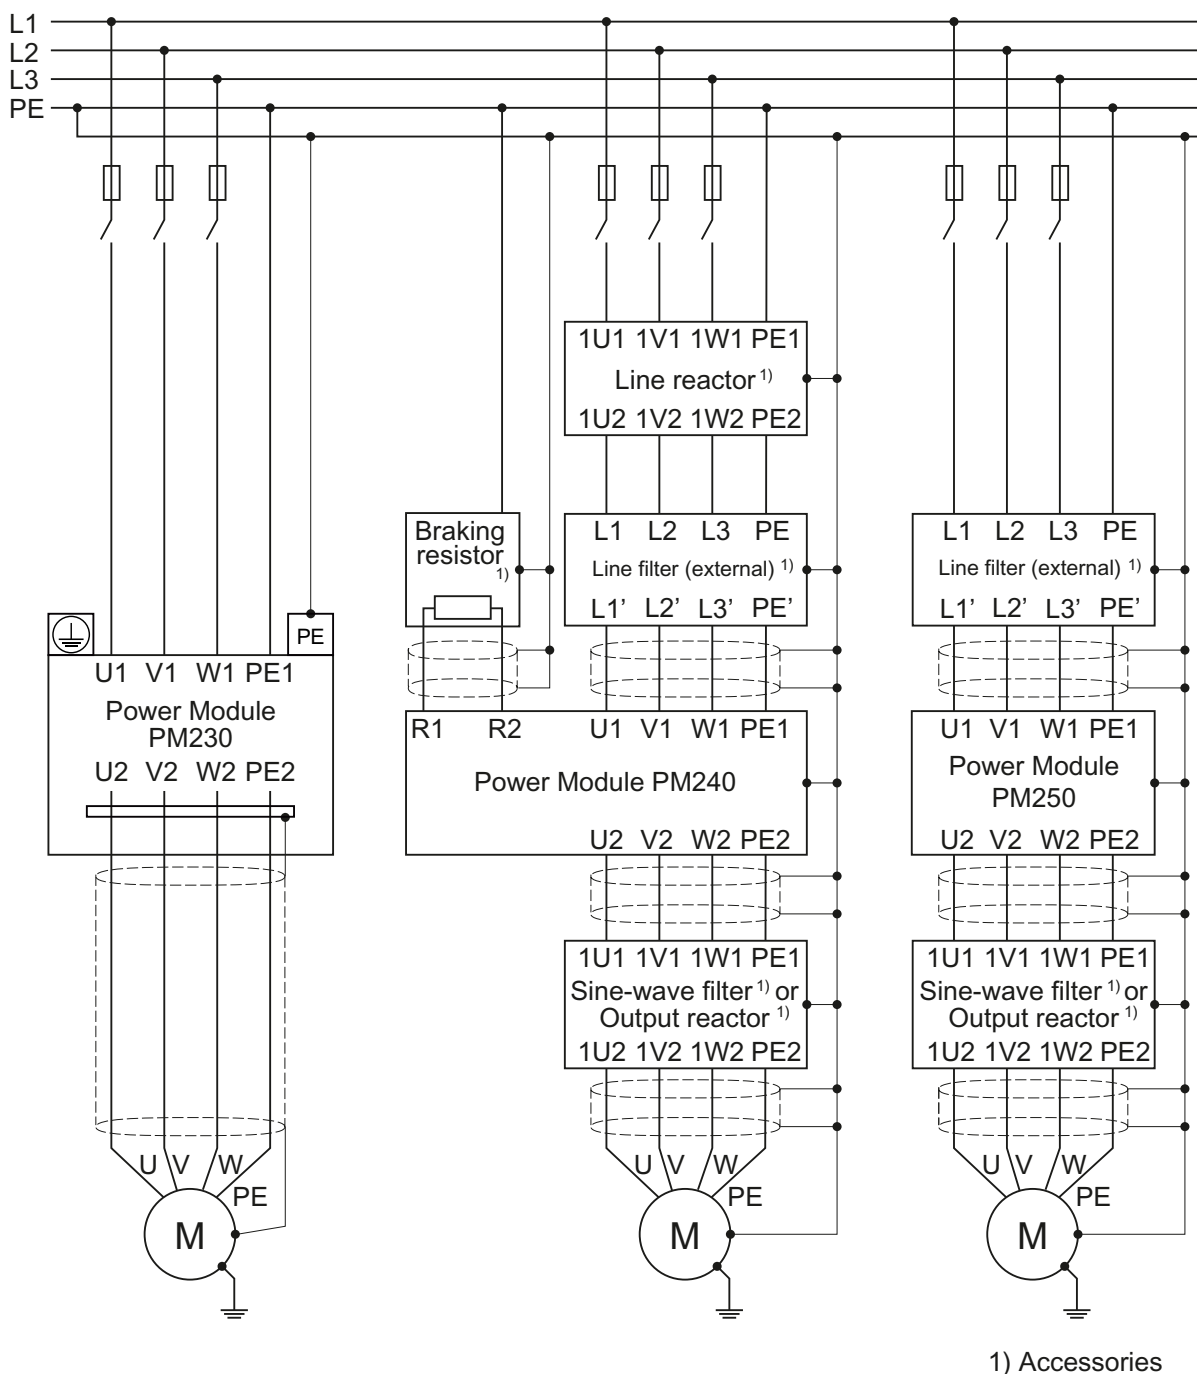 L1
L2
L3
PE
1U1 1V1 1W1 PE1
Line reactor 1)
1U2 1V2 1W2 PE2
Braking
resistor
1)
L1 L2 L3 PE
Line filter (external) 1)
L1’ L2’ L3’ PE’
L1 L2 L3 PE
Line filter (external) 1)
L1’ L2’ L3’ PE’
PE
U1 V1 W1 PE1
Power Module
PM230
U2 V2 W2 PE2
R1 R2 U1 V1 W1 PE1
Power Module PM240
U2 V2 W2 PE2
U1 V1 W1 PE1
Power Module
PM250
U2 V2 W2 PE2
1U1 1V1 1W1 PE1
Sine-wave filter 1) or
Output reactor 1)
1U2 1V2 1W2 PE2
1U1 1V1 1W1 PE1
Sine-wave filter 1) or
Output reactor 1)
1U2 1V2 1W2 PE2
U V W
PE
M
U V W
PE
M
U V W
PE
M
1) Accessories